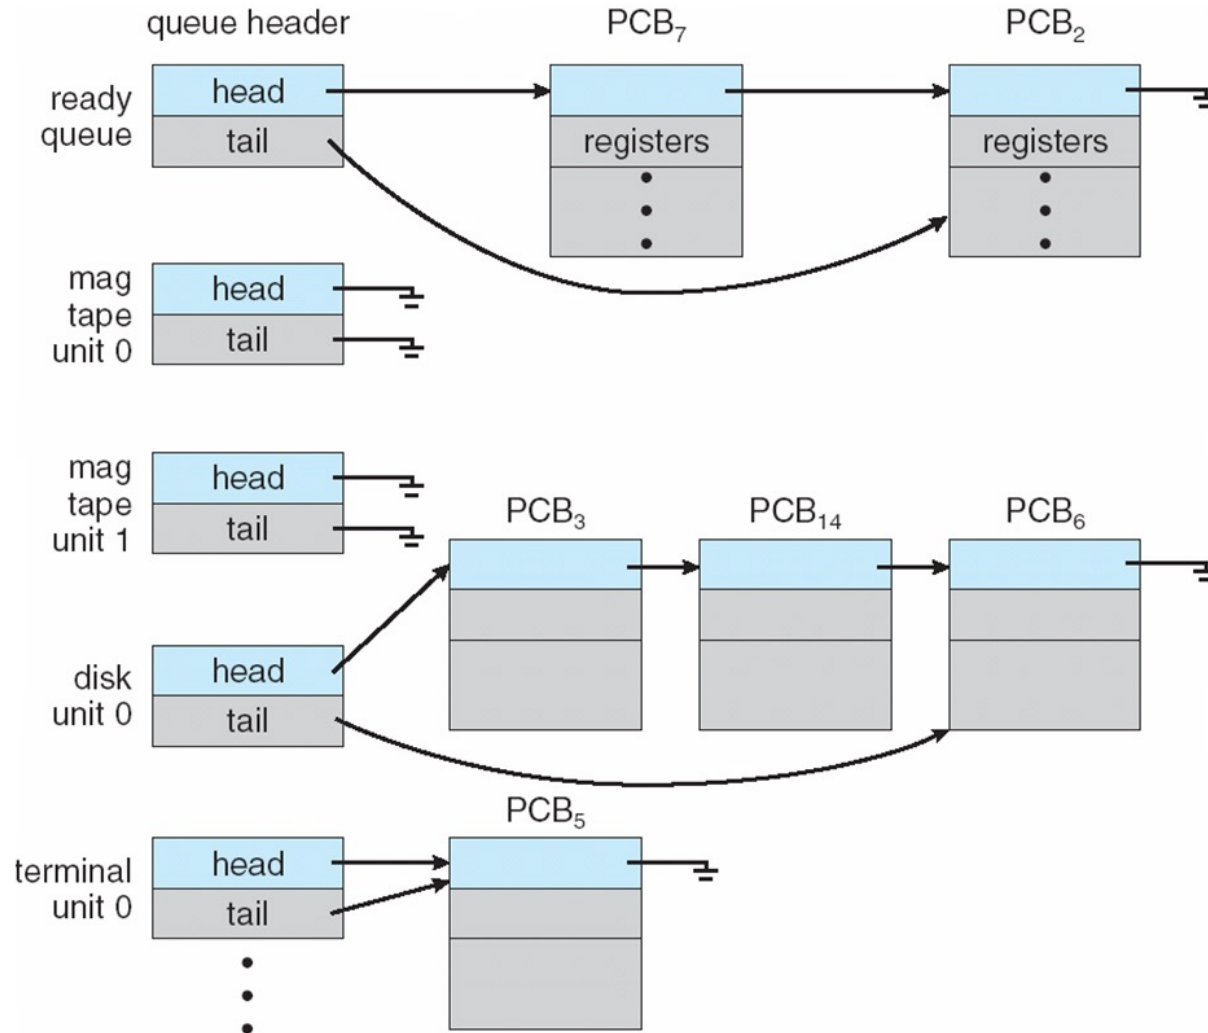 queue header
PCB₇
PCB₂
ready
queue
head
tail
registers
registers
mag
tape
unit 0
head
tail
mag
tape
unit 1
head
tail
PCB₃
PCB₁₄
PCB₆
disk
unit 0
head
tail
PCB₅
terminal
unit 0
head
tail